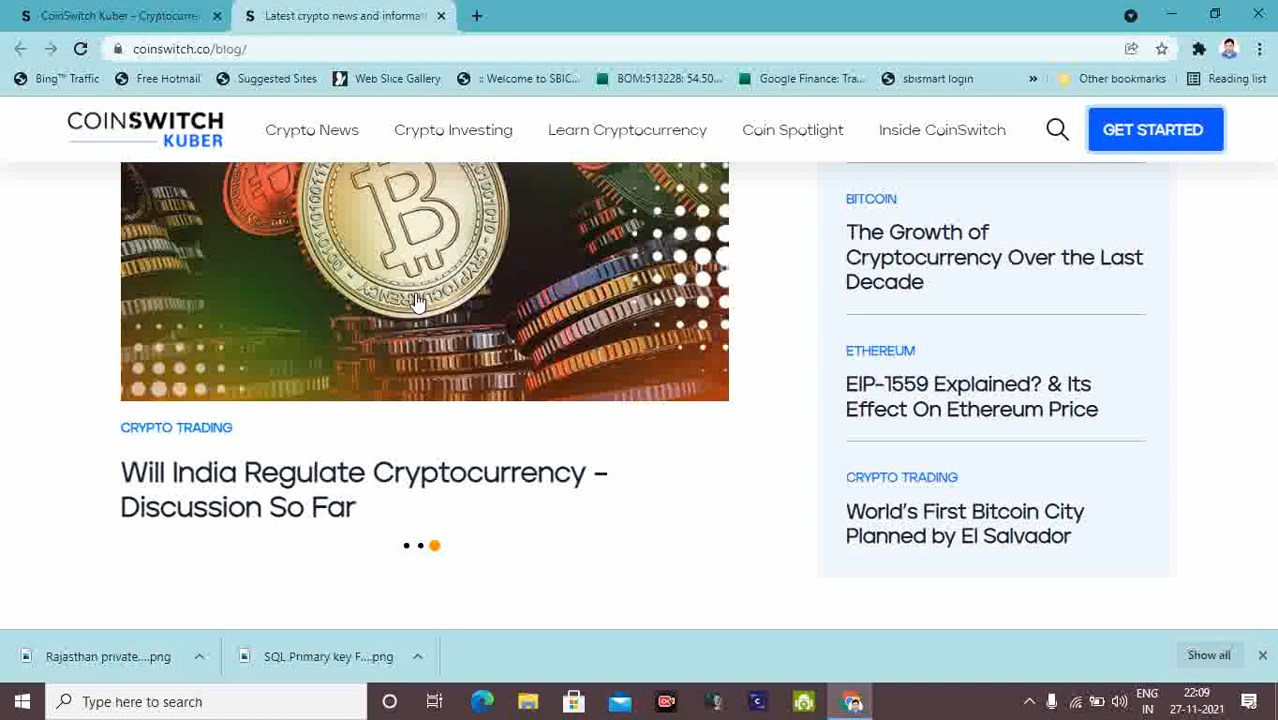 CoinSwitch Kuber – Cryptocurre
Latest crypto news and informat
coinswitch.co/blog/
Bing™ Traffic
Free Hotmail
Suggested Sites
Web Slice Gallery
:: Welcome to SBIC...
BOM:513228: 54.50...
Google Finance: Tra...
sbismart login
»
Other bookmarks
Reading list
COINSWITCH
KUBER
Crypto News
Crypto Investing
Learn Cryptocurrency
Coin Spotlight
Inside CoinSwitch
GET STARTED
CRYPTOCURRENCY
CRYPTO TRADING
Will India Regulate Cryptocurrency –
Discussion So Far
BITCOIN
The Growth of
Cryptocurrency Over the Last
Decade
ETHEREUM
EIP-1559 Explained? & Its
Effect On Ethereum Price
CRYPTO TRADING
World's First Bitcoin City
Planned by El Salvador
Rajasthan private....png
SQL Primary key F....png
Show all
Type here to search
ENG
IN
22:09
27-11-2021